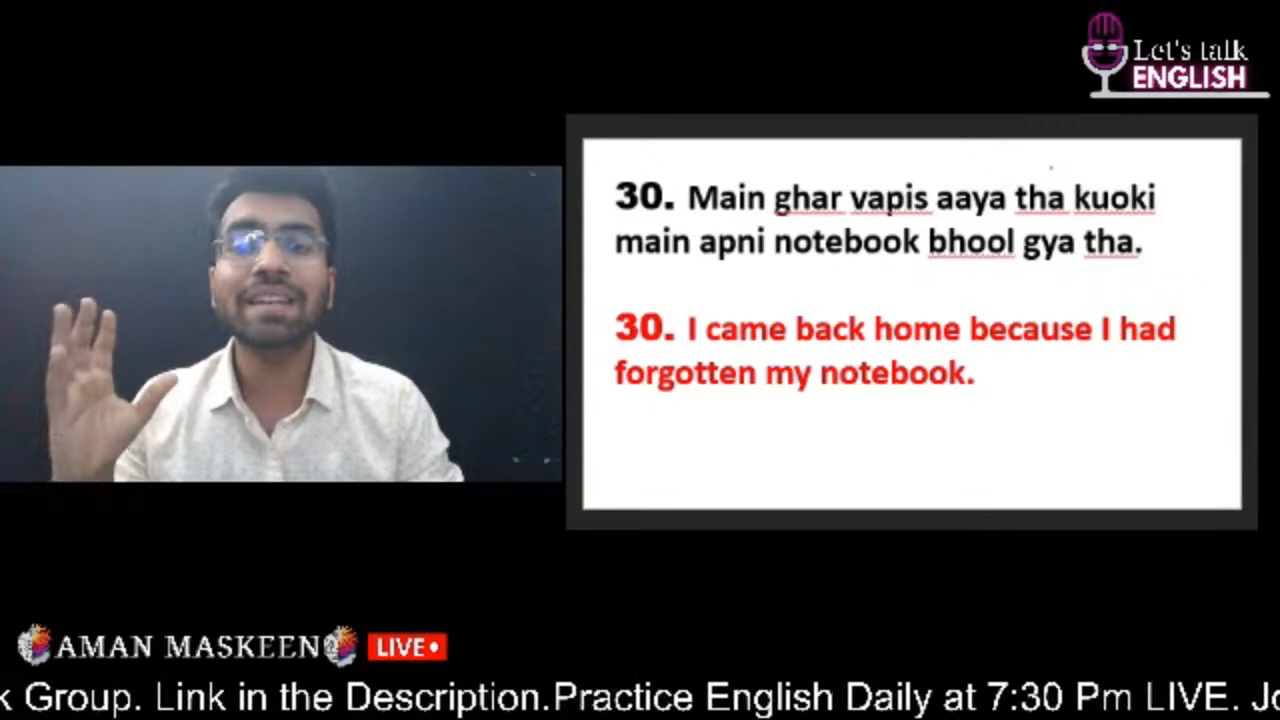 Let's talk
ENGLISH
30. Main ghar vapis aaya tha kuoki
main apni notebook bhool gya tha.
30. I came back home because I had
forgotten my notebook.
AMAN MASKEEN
LIVE
k Group. Link in the Description.Practice English Daily at 7:30 Pm LIVE. Jo